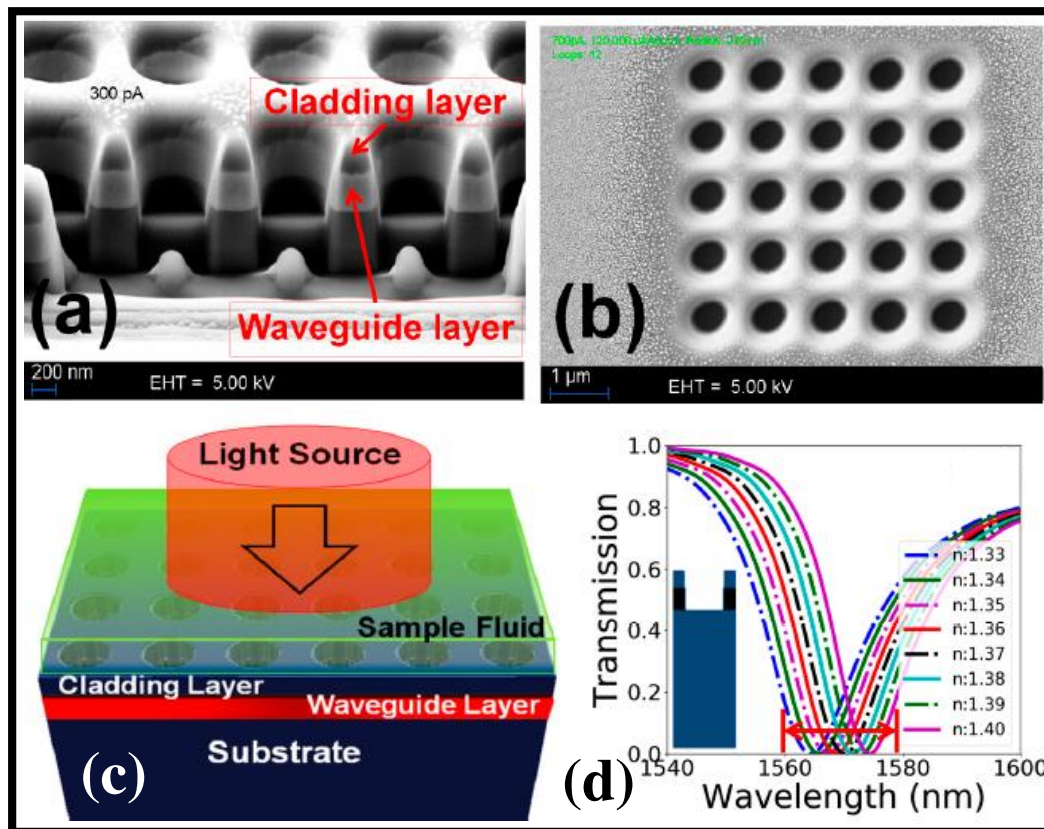 300 pA
Cladding layer
Waveguide layer
(a)
200 nm
EHT = 5.00 kV
Loops: 12
(b)
1 µm
EHT = 5.00 kV
Light Source
Sample Fluid
Cladding Layer
Waveguide Layer
Substrate
(c)
Transmission
1.0
0.8
0.6
0.4
0.2
0.0
n:1.33
n:1.34
n:1.35
n:1.36
n:1.37
n:1.38
n:1.39
n:1.40
1540
1560
1580
1600
Wavelength (nm)
(d)